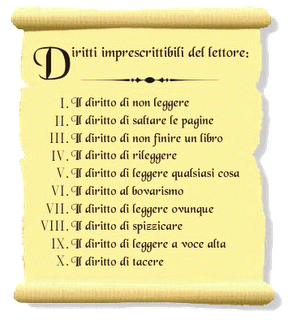 Diritti imprescrittibili del lettore:
I. Il diritto di non leggere
II. Il diritto di saltare le pagine
III. Il diritto di non finire un libro
IV. Il diritto di rileggere
V. Il diritto di leggere qualsiasi cosa
VI. Il diritto al bovarismo
VII. Il diritto di leggere ovunque
VIII. Il diritto di spizzicare
IX. Il diritto di leggere a voce alta
X. Il diritto di tacere